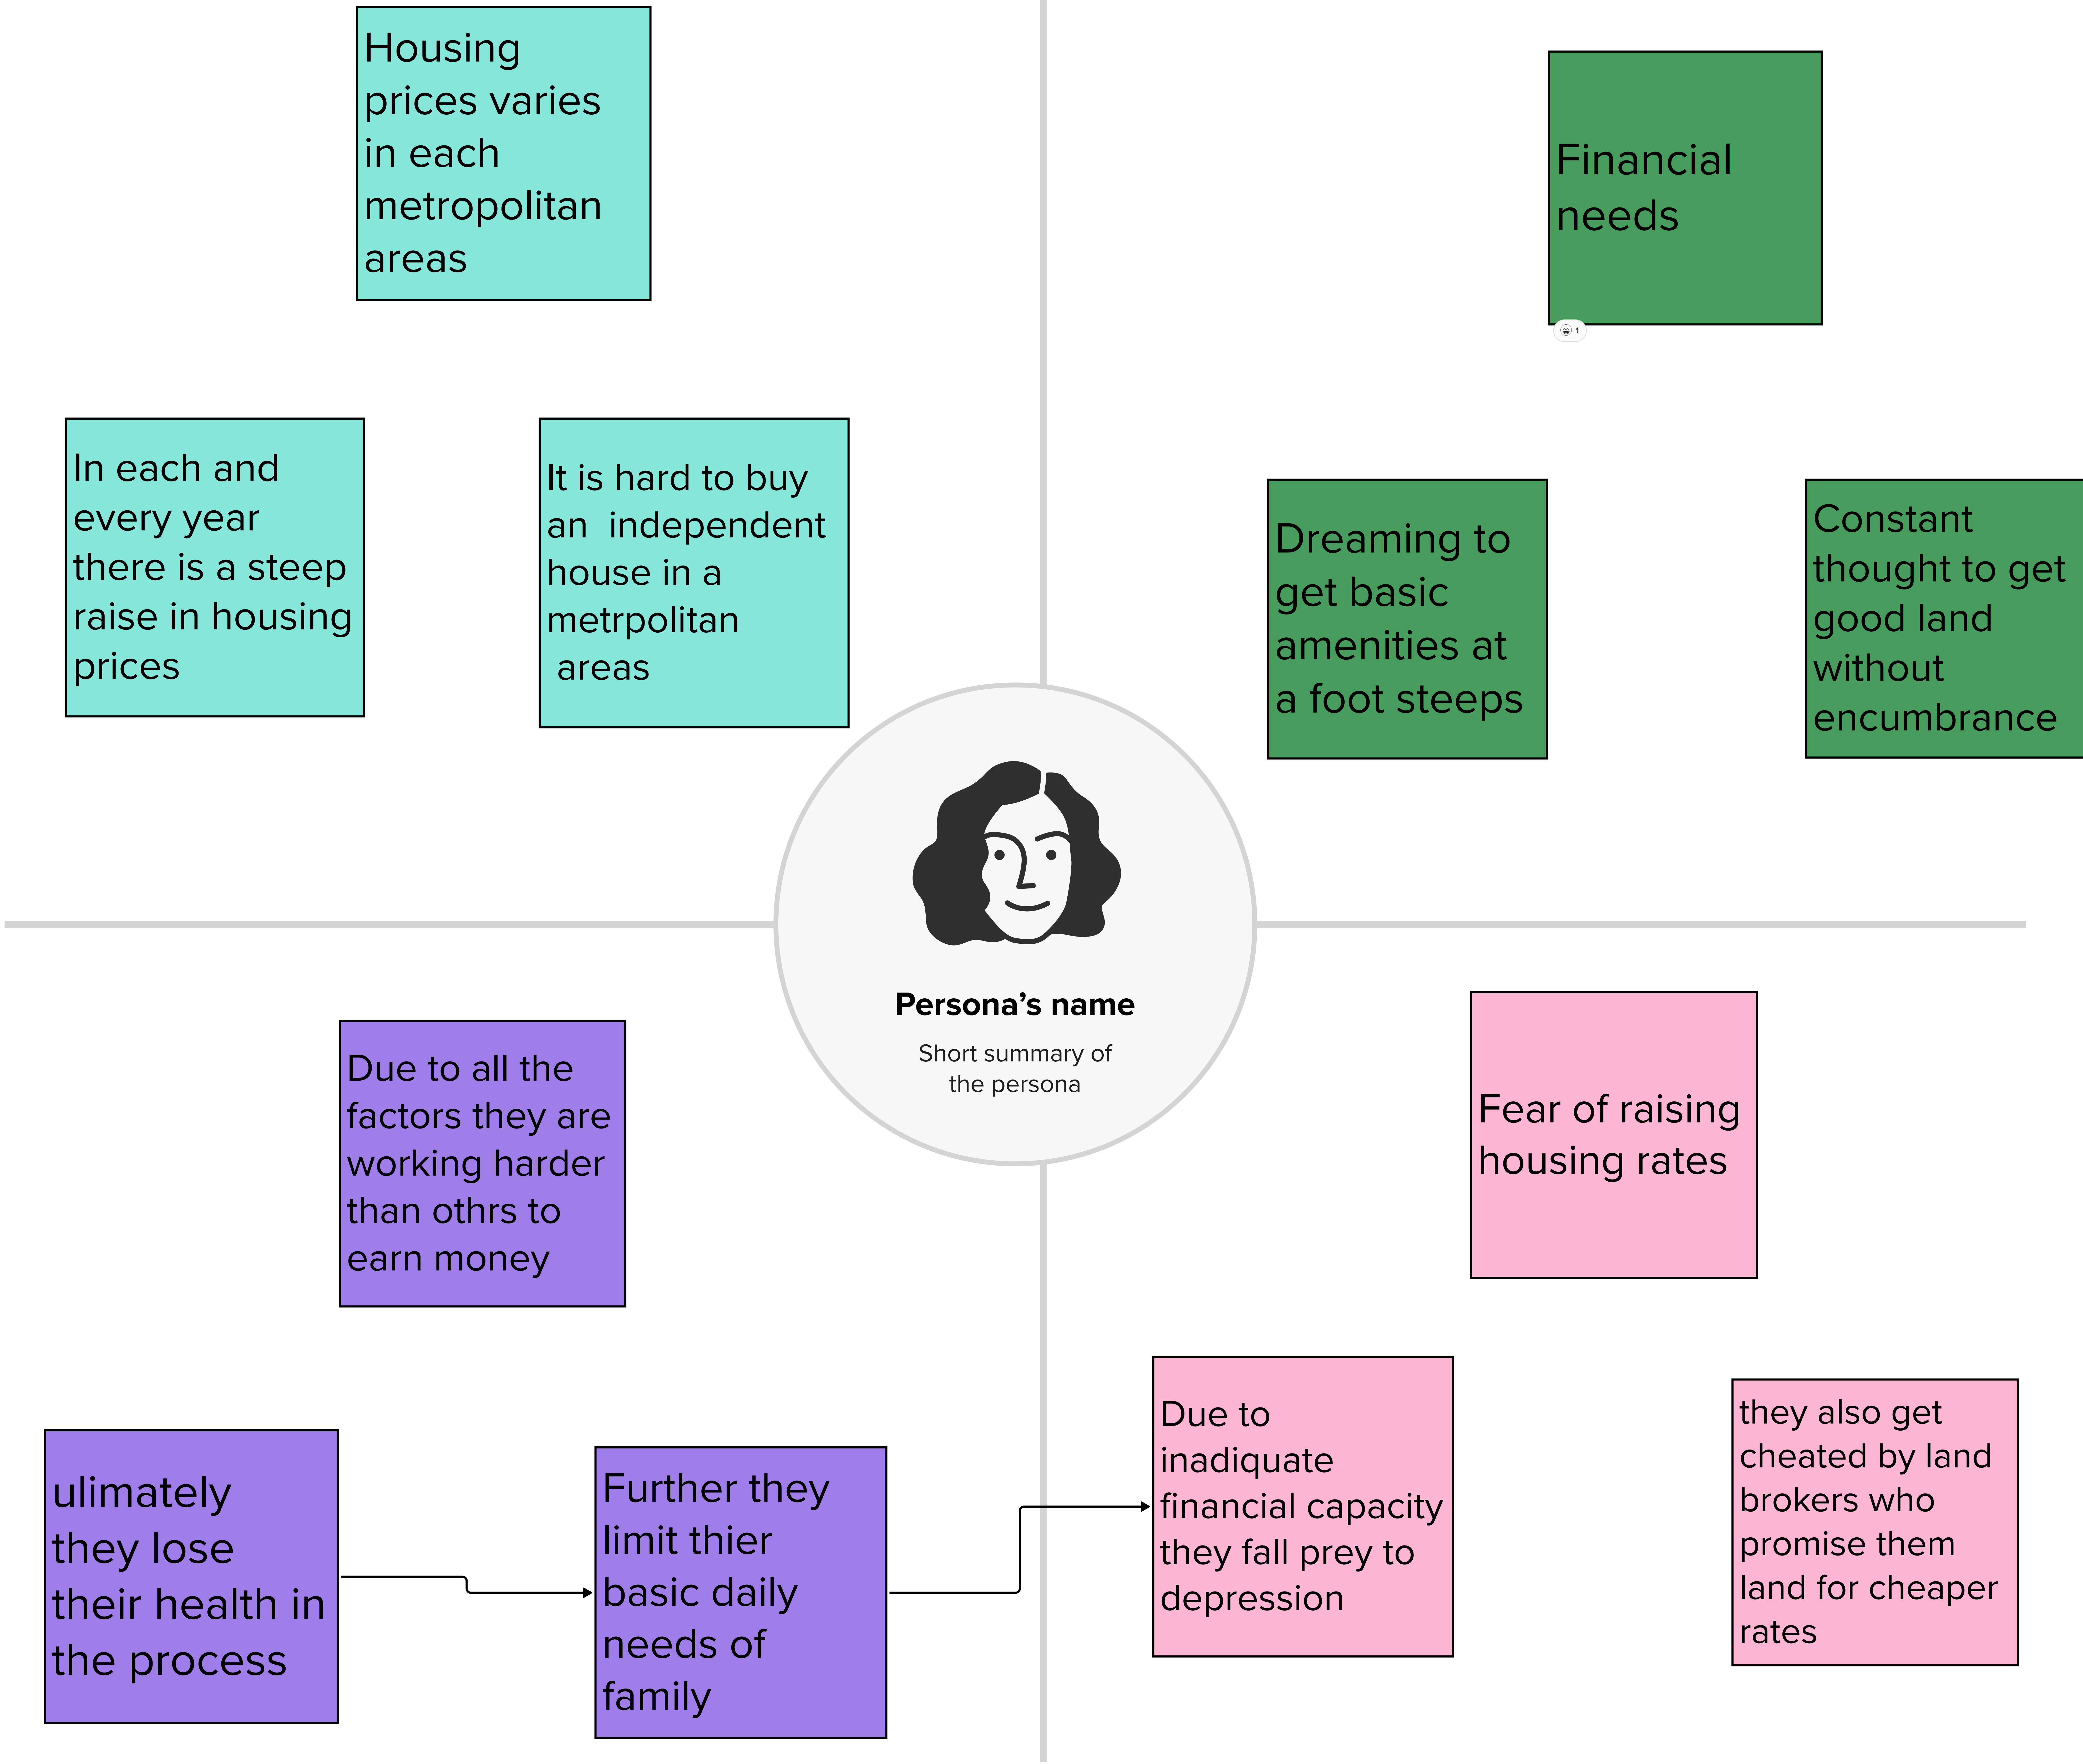 Housing
prices varies
in each
metropolitan
areas
Financial
needs
1
In each and
every year
there is a steep
raise in housing
prices
It is hard to buy
an  independent
house in a
metrpolitan
areas
Dreaming to
get basic
amenities at
a foot steeps
Constant
thought to get
good land
without
encumbrance
Persona’s name
Short summary of
the persona
Due to all the
factors they are
working harder
than othrs to
earn money
Fear of raising
housing rates
ulimately
they lose
their health in
the process
Further they
limit thier
basic daily
needs of
family
Due to
inadiquate
financial capacity
they fall prey to
depression
they also get
cheated by land
brokers who
promise them
land for cheaper
rates